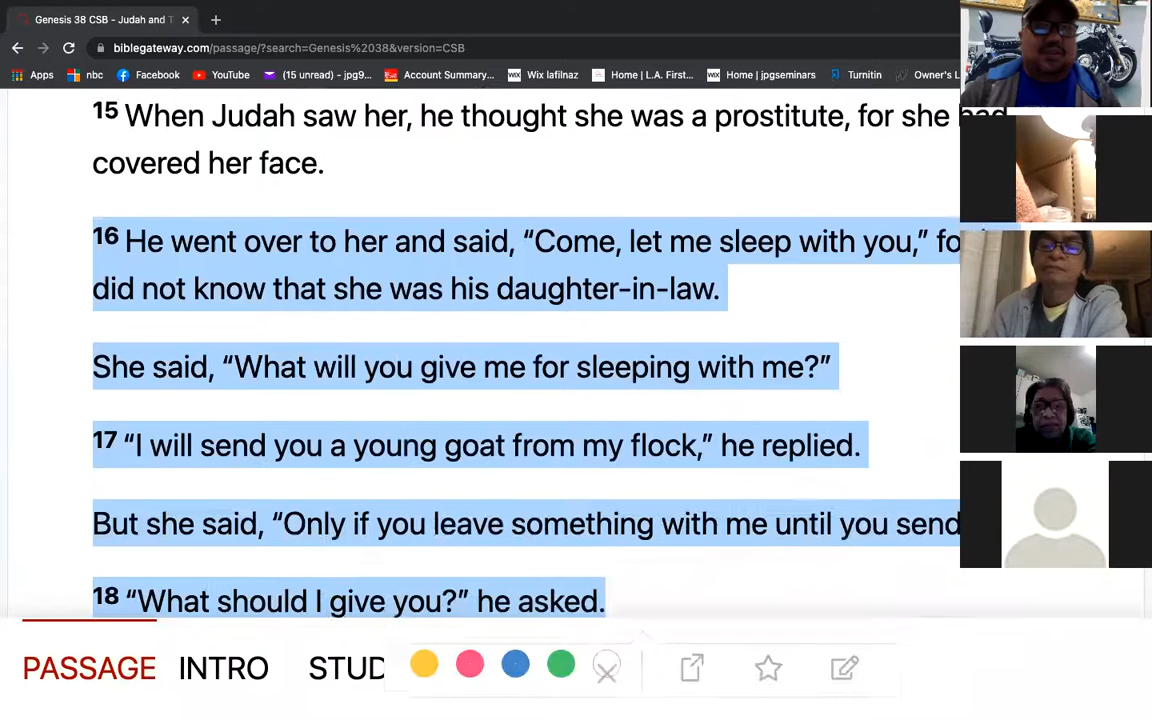 Genesis 38 CSB - Judah and T
biblegateway.com/passage/?search=Genesis%2038&version=CSB
Apps nbc Facebook YouTube (15 unread) - jpg9... Account Summary... Wix lafilnaz Home | L.A. First... Home | jpgseminars Turnitin Owner's L
15 When Judah saw her, he thought she was a prostitute, for she had
covered her face.
16 He went over to her and said, “Come, let me sleep with you,”
did not know that she was his daughter-in-law.
She said, “What will you give me for sleeping with me?”
17 “I will send you a young goat from my flock,” he replied.
But she said, “Only if you leave something with me until you send
18 “What should I give you?” he asked.
PASSAGE INTRO STUD